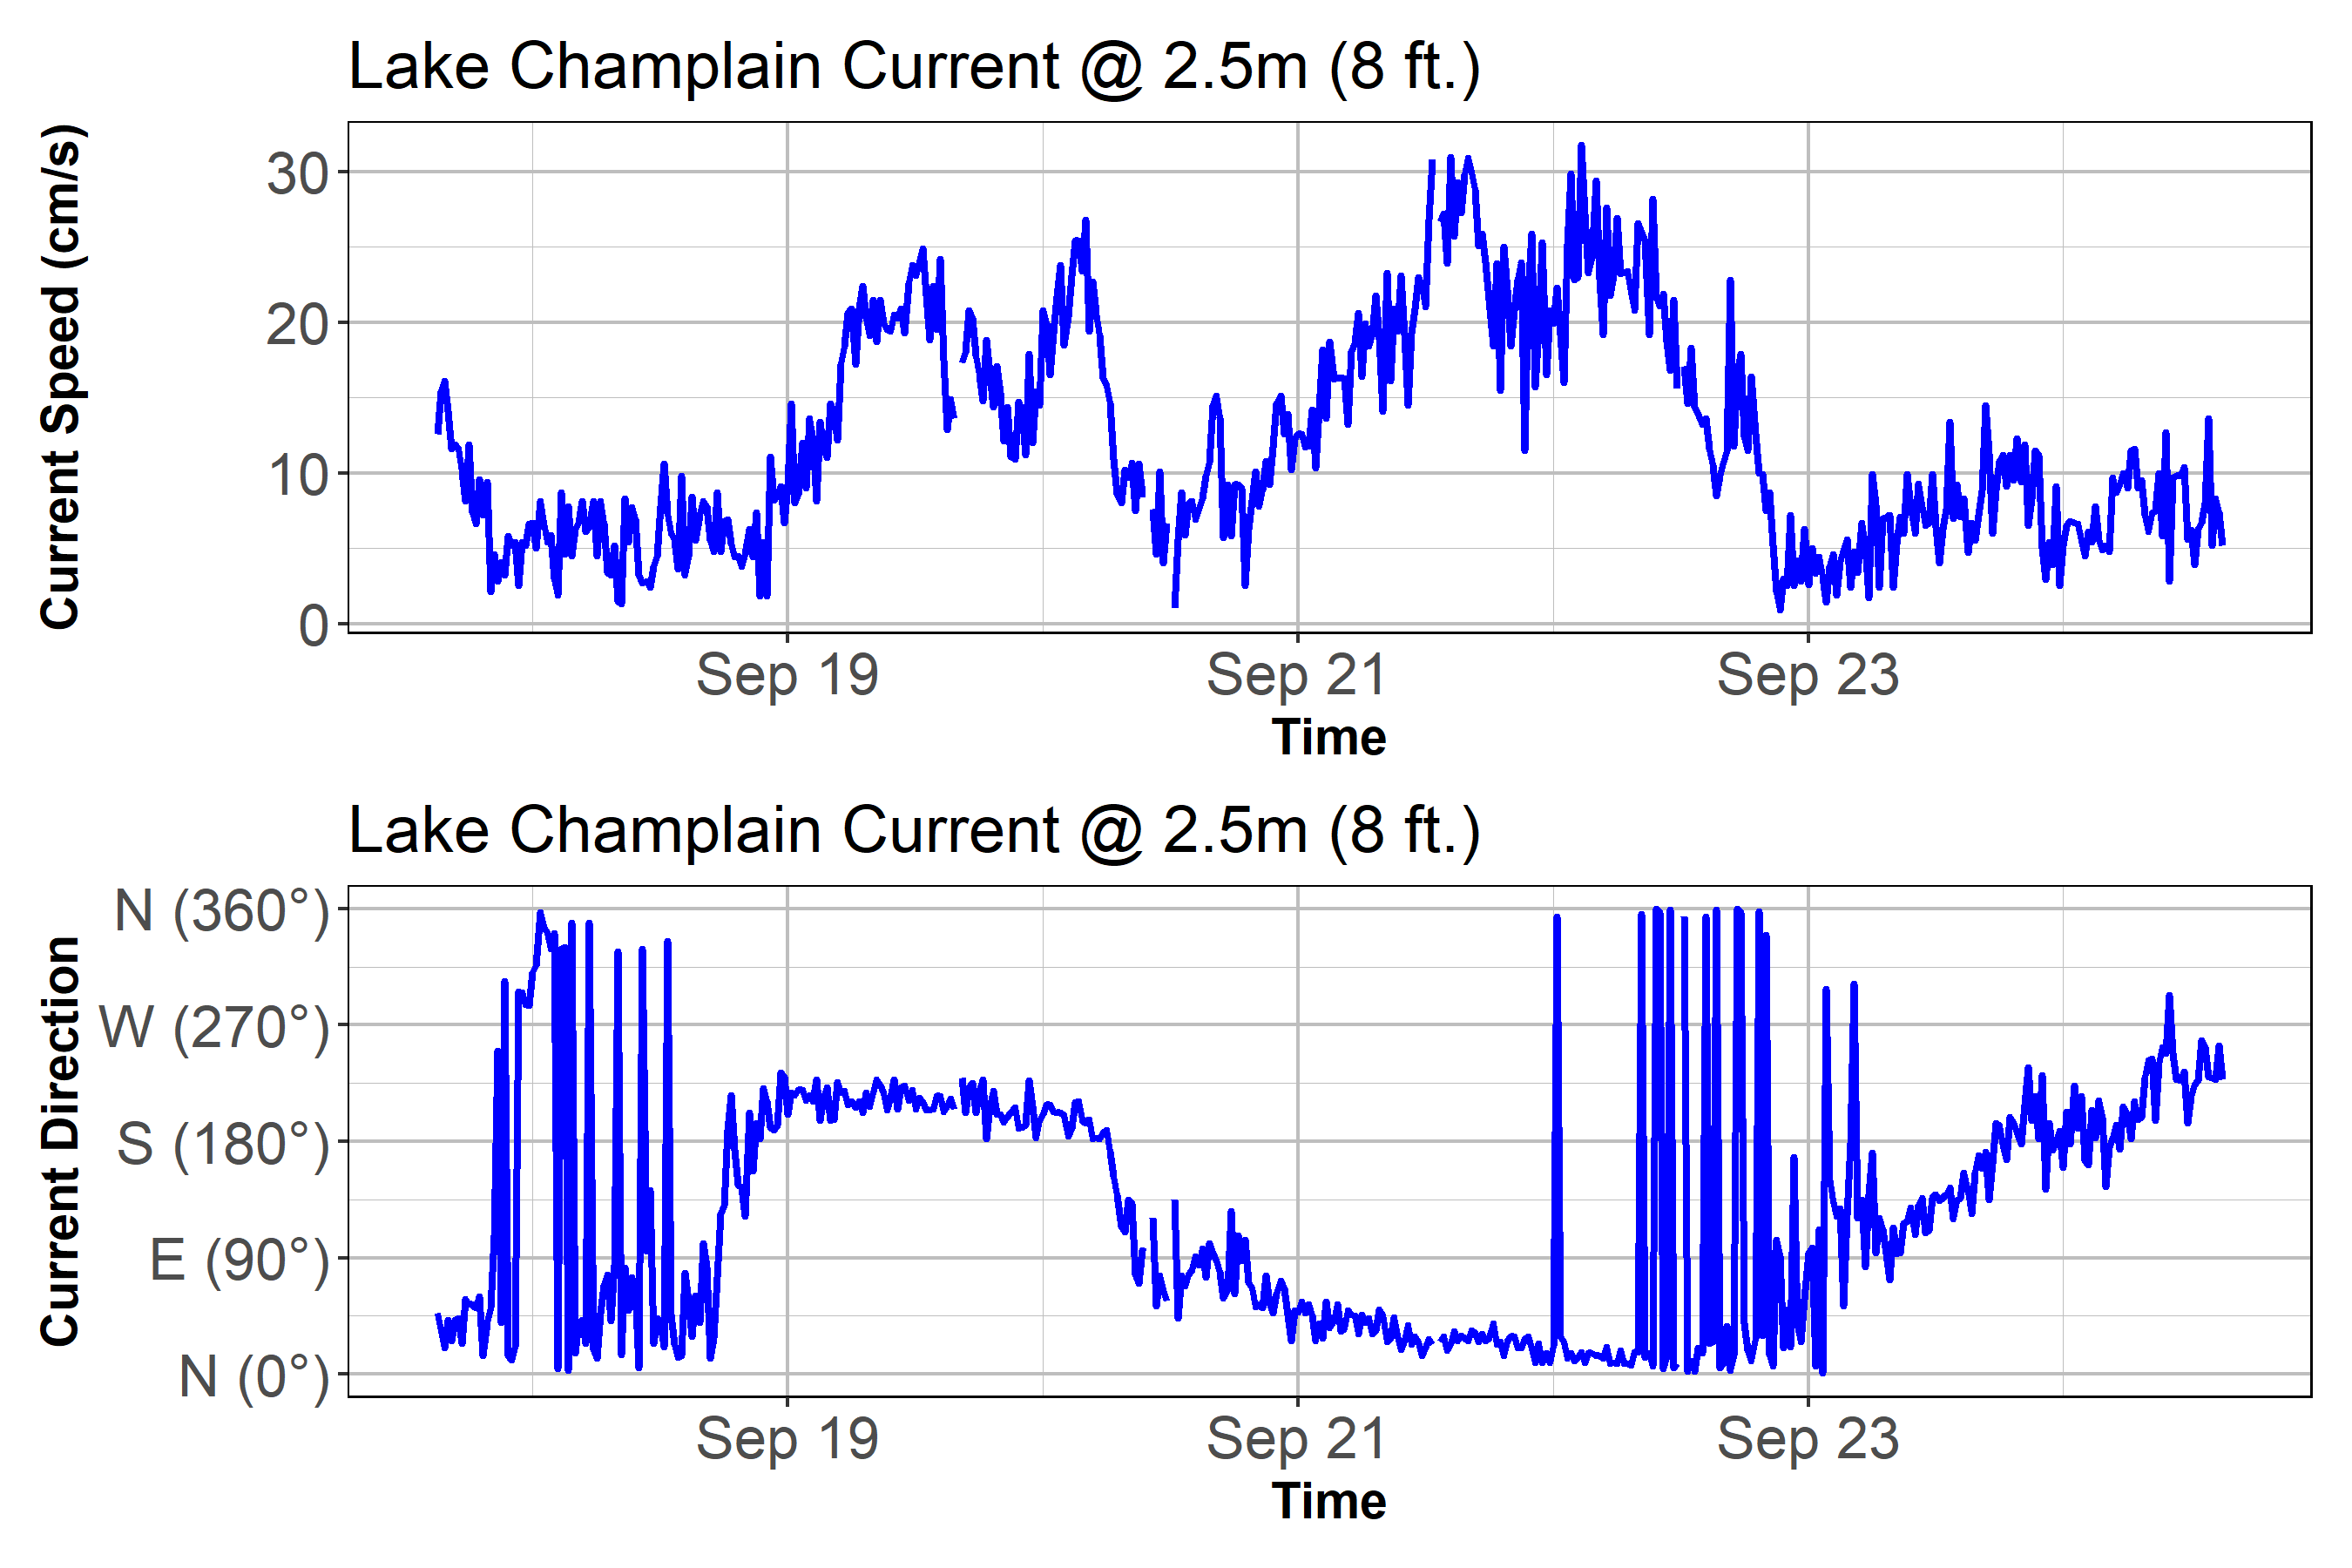 Lake Champlain Current @ 2.5m (8 ft.)
Current Speed (cm/s)
30
20
10
0
Sep 19 Sep 21 Sep 23
Time
Lake Champlain Current @ 2.5m (8 ft.)
Current Direction
N (360°)
W (270°)
S (180°)
E (90°)
N (0°)
Sep 19 Sep 21 Sep 23
Time